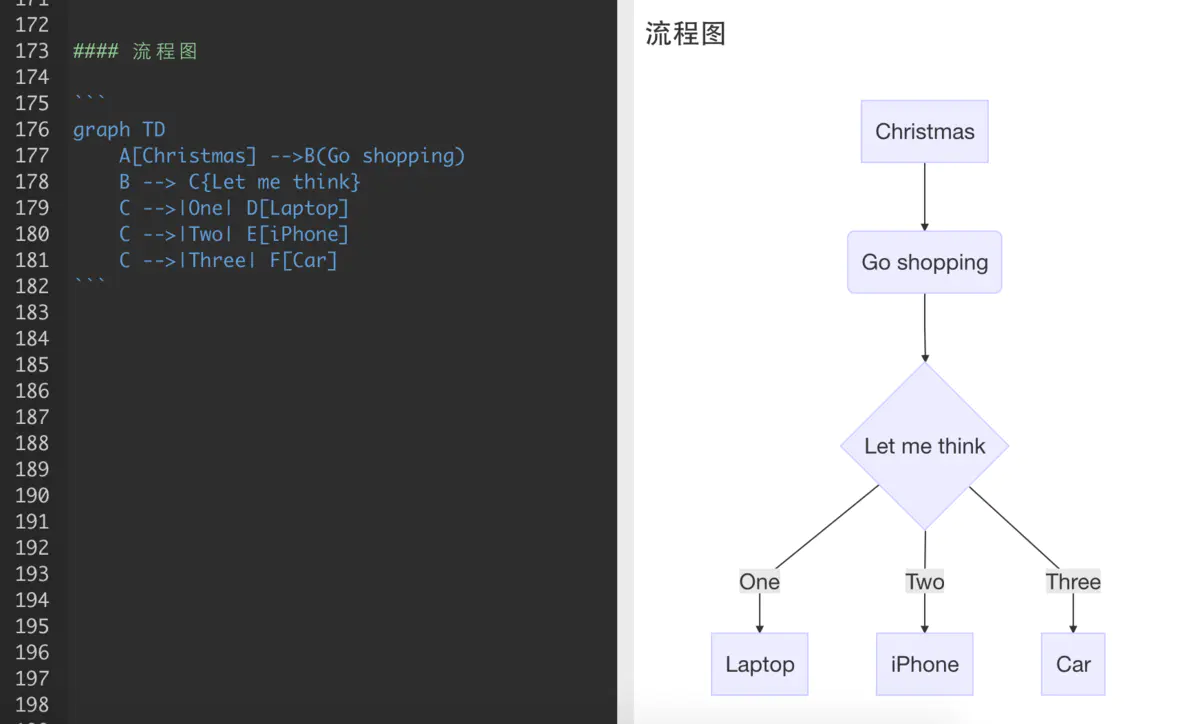 171
172
173 #### 流程图
174
175 ```
176 graph TD
177     A[Christmas] -->B(Go shopping)
178     B --> C{Let me think}
179     C -->|One| D[Laptop]
180     C -->|Two| E[iPhone]
181     C -->|Three| F[Car]
182 ```
183
184
185
186
187
188
189
190
191
192
193
194
195
196
197
198
流程图
Christmas
Go shopping
Let me think
One Two Three
Laptop iPhone Car